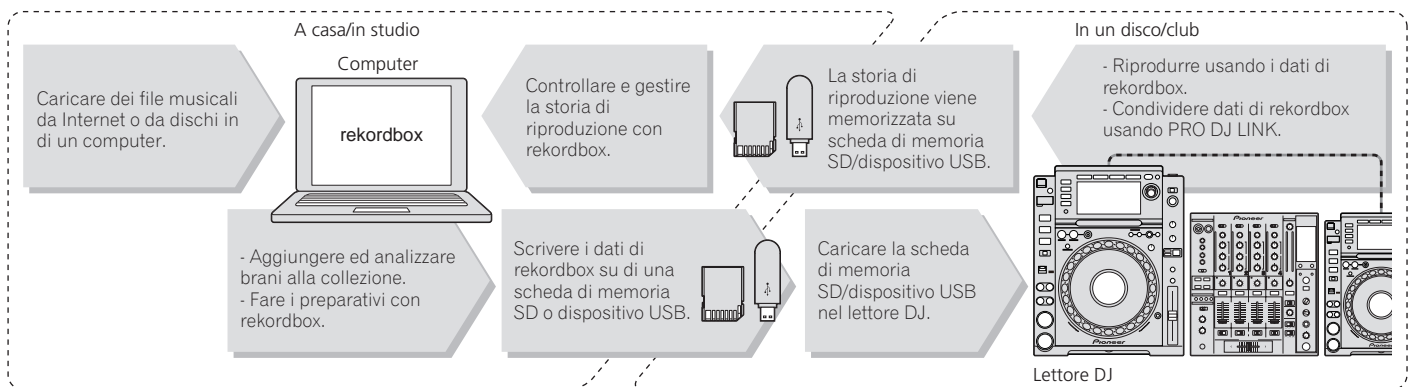 A casa/in studio
In un disco/club
Computer
rekordbox
Caricare dei file musicali
da Internet o da dischi in
di un computer.
Controllare e gestire
la storia di
riproduzione con
rekordbox.
La storia di
riproduzione viene
memorizzata su
scheda di memoria
SD/dispositivo USB.
- Riprodurre usando i dati di
rekordbox.
- Condividere dati di rekordbox
usando PRO DJ LINK.
- Aggiungere ed analizzare
brani alla collezione.
- Fare i preparativi con
rekordbox.
Scrivere i dati di
rekordbox su di una
scheda di memoria
SD o dispositivo USB.
Caricare la scheda
di memoria
SD/dispositivo USB
nel lettore DJ.
Pioneer
Pioneer
Lettore DJ